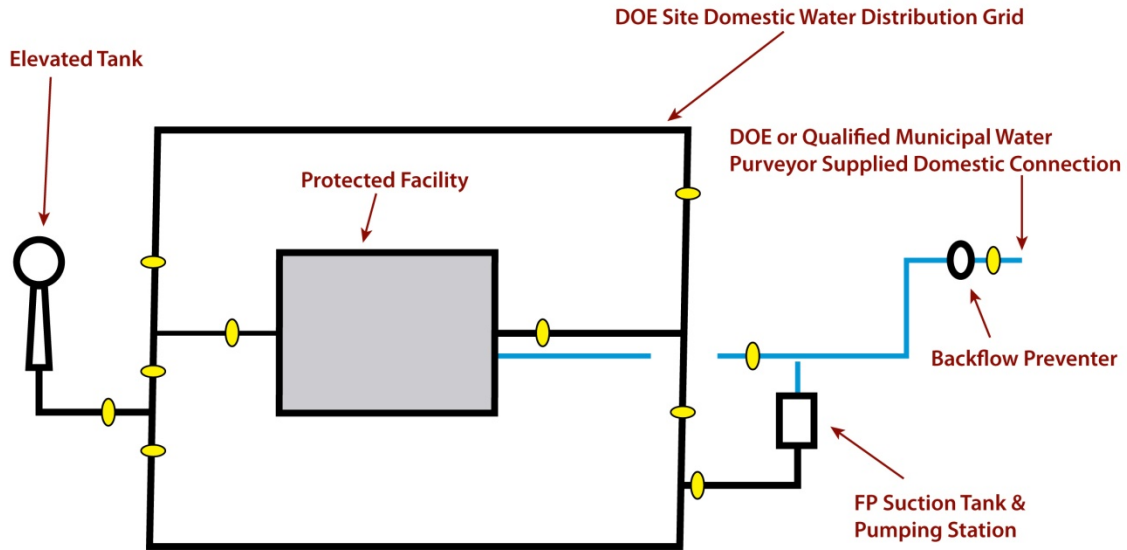 DOE Site Domestic Water Distribution Grid
Elevated Tank
DOE or Qualified Municipal Water
Purveyor Supplied Domestic Connection
Protected Facility
Backflow Preventer
FP Suction Tank &
Pumping Station